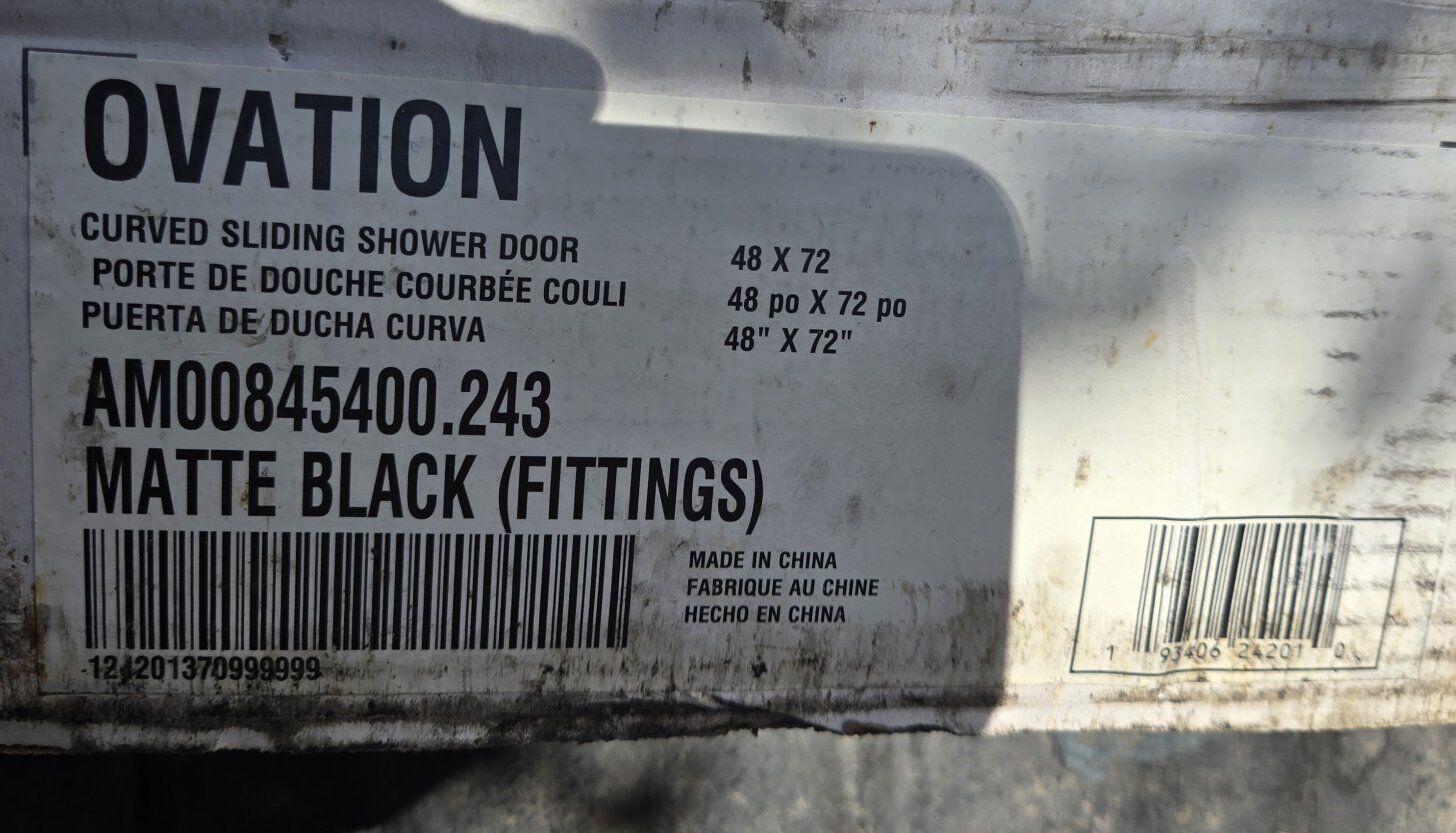 OVATION
CURVED SLIDING SHOWER DOOR 48 X 72
PORTE DE DOUCHE COURBÉE COULI 48 po X 72 po
PUERTA DE DUCHA CURVA 48" X 72"
AM00845400.243
MATTE BLACK (FITTINGS)
MADE IN CHINA
FABRIQUE AU CHINE
HECHO EN CHINA
124201370999999
1 93406 24201 0